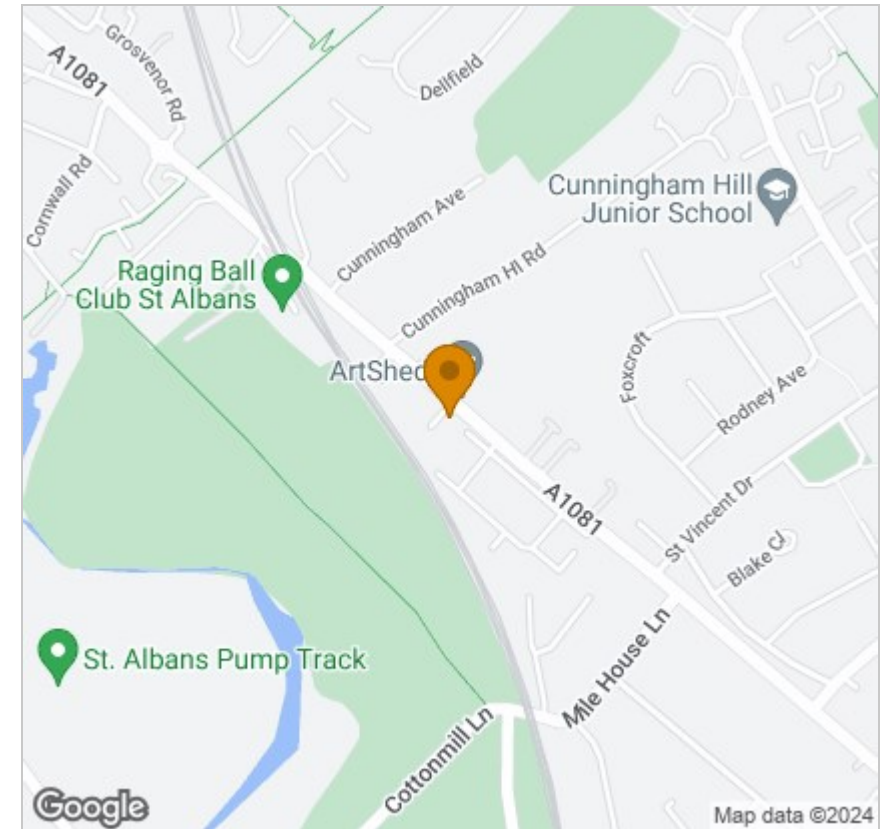 Grosvenor Rd
A1081
Dellfield
Cornwall Rd
Cunningham Hill
Junior School
Cunningham Ave
Raging Ball
Club St Albans
Cunningham Hl Rd
ArtShed
Foxcroft
Rodney Ave
A1081
St Vincent Dr
Blake Cl
St. Albans Pump Track
Mile House Ln
Cottonmill Ln
Google
Map data ©2024